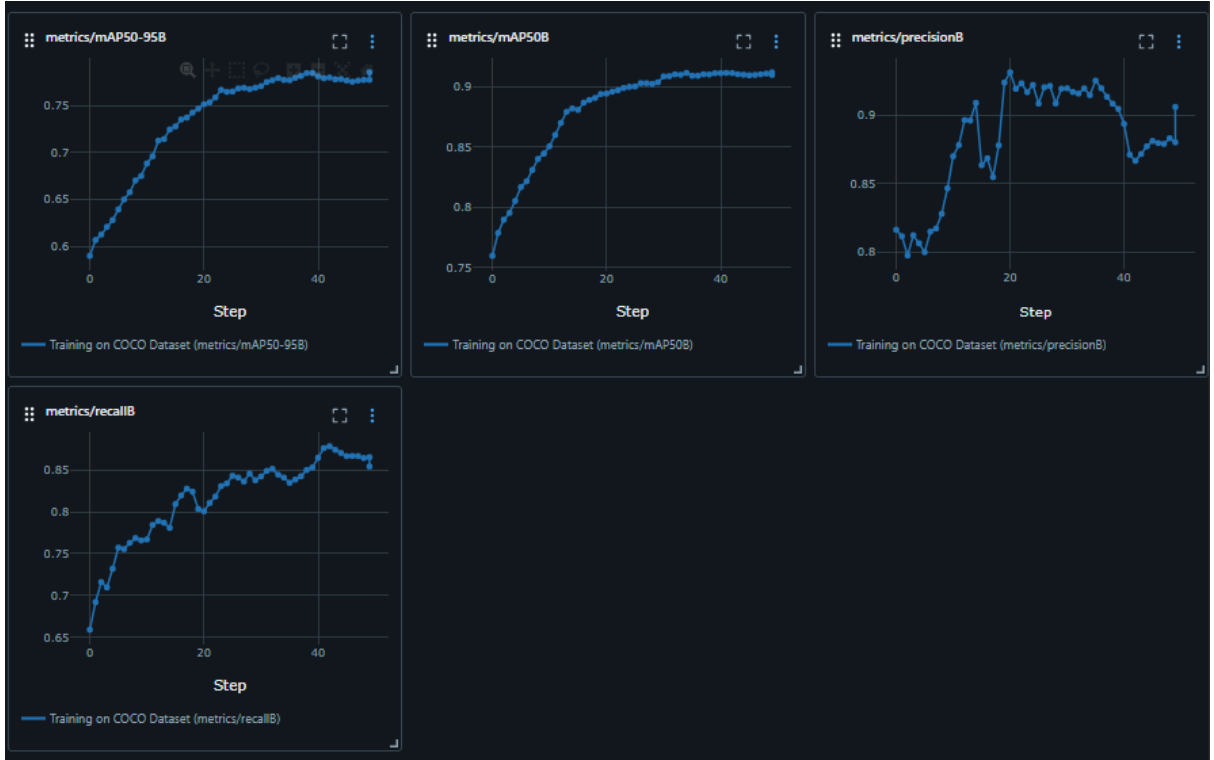 metrics/mAP50-95B
0.75
0.7
0.65
0.6
0
20
40
Step
Training on COCO Dataset (metrics/mAP50-95B)
metrics/mAP50B
0.9
0.85
0.8
0.75
0
20
40
Step
Training on COCO Dataset (metrics/mAP50B)
metrics/precisionB
0.9
0.85
0.8
0
20
40
Step
Training on COCO Dataset (metrics/precisionB)
metrics/recallB
0.85
0.8
0.75
0.7
0.65
0
20
40
Step
Training on COCO Dataset (metrics/recallB)